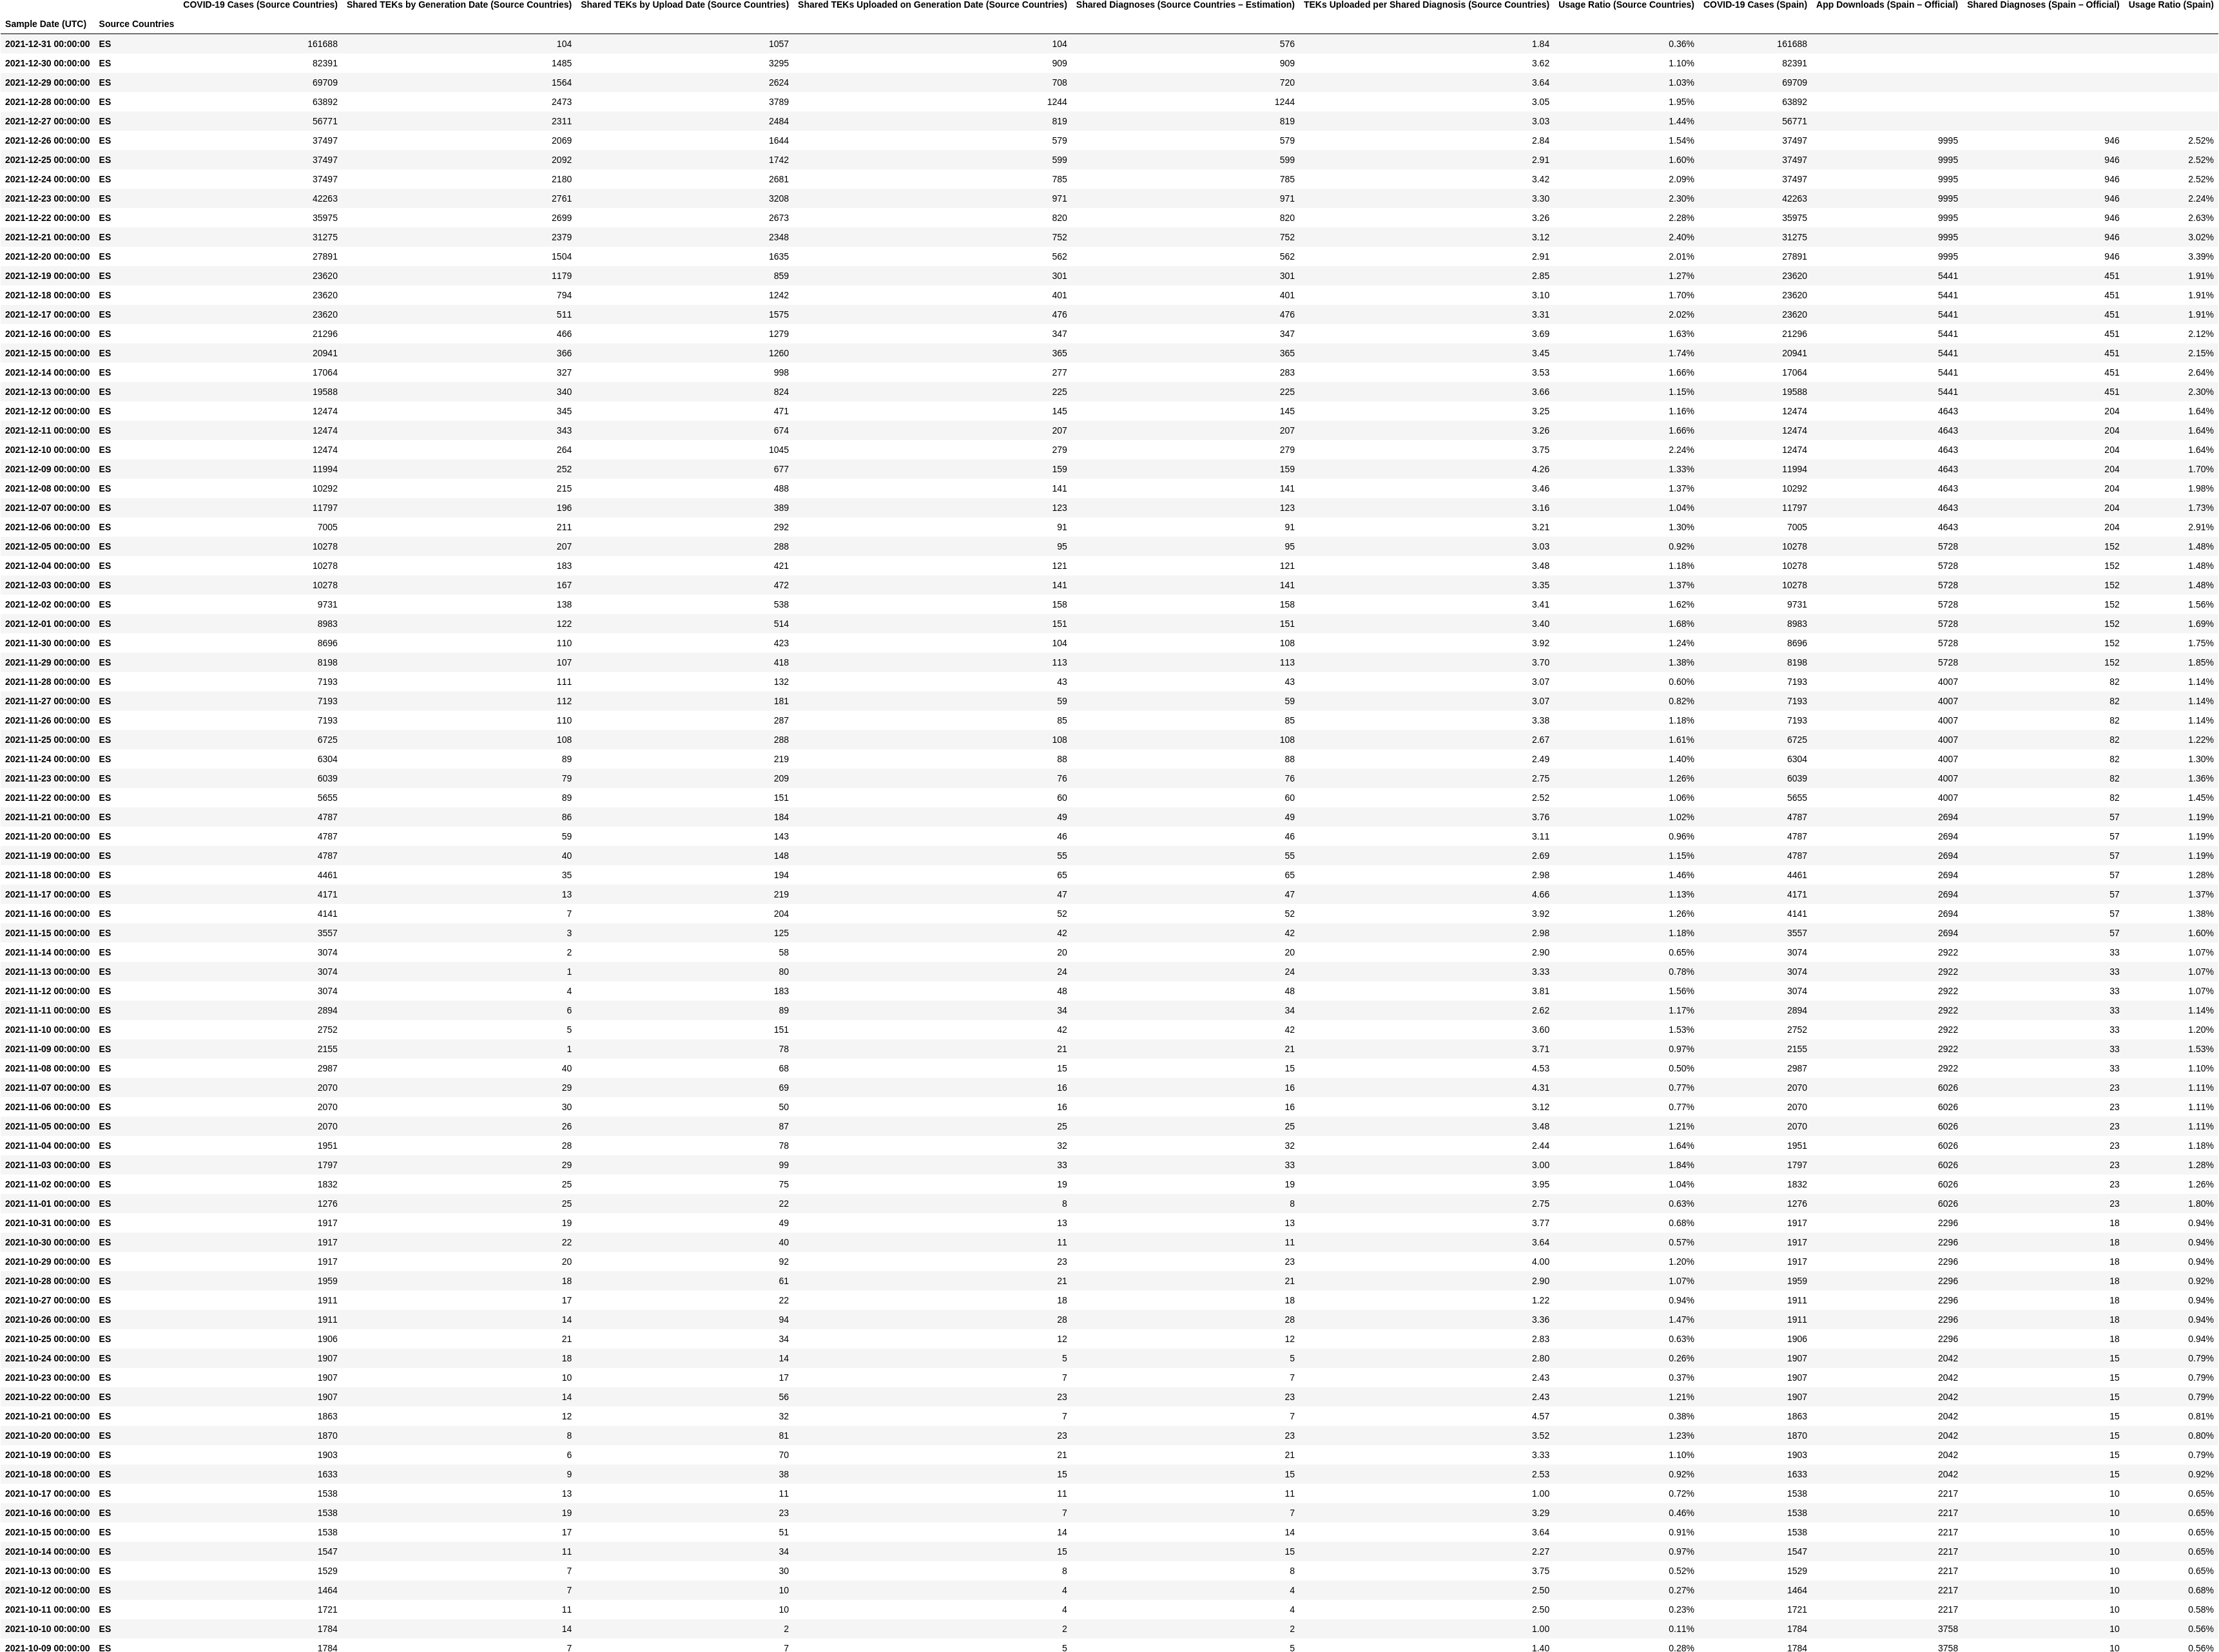 COVID-19 Cases (Source Countries) Shared TEKs by Generation Date (Source Countries) Shared TEKs by Upload Date (Source Countries) Shared TEKs Uploaded on Generation Date (Source Countries) Shared Diagnoses (Source Countries – Estimation) TEKs Uploaded per Shared Diagnosis (Source Countries) Usage Ratio (Source Countries) COVID-19 Cases (Spain) App Downloads (Spain – Official) Shared Diagnoses (Spain – Official) Usage Ratio (Spain)
Sample Date (UTC) Source Countries
2021-12-31 00:00:00 ES 161688 104 1057 104 576 1.84 0.36% 161688
2021-12-30 00:00:00 ES 82391 1485 3295 909 909 3.62 1.10% 82391
2021-12-29 00:00:00 ES 69709 1564 2624 708 720 3.64 1.03% 69709
2021-12-28 00:00:00 ES 63892 2473 3789 1244 1244 3.05 1.95% 63892
2021-12-27 00:00:00 ES 56771 2311 2484 819 819 3.03 1.44% 56771
2021-12-26 00:00:00 ES 37497 2069 1644 579 579 2.84 1.54% 37497 9995 946 2.52%
2021-12-25 00:00:00 ES 37497 2092 1742 599 599 2.91 1.60% 37497 9995 946 2.52%
2021-12-24 00:00:00 ES 37497 2180 2681 785 785 3.42 2.09% 37497 9995 946 2.52%
2021-12-23 00:00:00 ES 42263 2761 3208 971 971 3.30 2.30% 42263 9995 946 2.24%
2021-12-22 00:00:00 ES 35975 2699 2673 820 820 3.26 2.28% 35975 9995 946 2.63%
2021-12-21 00:00:00 ES 31275 2379 2348 752 752 3.12 2.40% 31275 9995 946 3.02%
2021-12-20 00:00:00 ES 27891 1504 1635 562 562 2.91 2.01% 27891 9995 946 3.39%
2021-12-19 00:00:00 ES 23620 1179 859 301 301 2.85 1.27% 23620 5441 451 1.91%
2021-12-18 00:00:00 ES 23620 794 1242 401 401 3.10 1.70% 23620 5441 451 1.91%
2021-12-17 00:00:00 ES 23620 511 1575 476 476 3.31 2.02% 23620 5441 451 1.91%
2021-12-16 00:00:00 ES 21296 466 1279 347 347 3.69 1.63% 21296 5441 451 2.12%
2021-12-15 00:00:00 ES 20941 366 1260 365 365 3.45 1.74% 20941 5441 451 2.15%
2021-12-14 00:00:00 ES 17064 327 998 277 283 3.53 1.66% 17064 5441 451 2.64%
2021-12-13 00:00:00 ES 19588 340 824 225 225 3.66 1.15% 19588 5441 451 2.30%
2021-12-12 00:00:00 ES 12474 345 471 145 145 3.25 1.16% 12474 4643 204 1.64%
2021-12-11 00:00:00 ES 12474 343 674 207 207 3.26 1.66% 12474 4643 204 1.64%
2021-12-10 00:00:00 ES 12474 264 1045 279 279 3.75 2.24% 12474 4643 204 1.64%
2021-12-09 00:00:00 ES 11994 252 677 159 159 4.26 1.33% 11994 4643 204 1.70%
2021-12-08 00:00:00 ES 10292 215 488 141 141 3.46 1.37% 10292 4643 204 1.98%
2021-12-07 00:00:00 ES 11797 196 389 123 123 3.16 1.04% 11797 4643 204 1.73%
2021-12-06 00:00:00 ES 7005 211 292 91 91 3.21 1.30% 7005 4643 204 2.91%
2021-12-05 00:00:00 ES 10278 207 288 95 95 3.03 0.92% 10278 5728 152 1.48%
2021-12-04 00:00:00 ES 10278 183 421 121 121 3.48 1.18% 10278 5728 152 1.48%
2021-12-03 00:00:00 ES 10278 167 472 141 141 3.35 1.37% 10278 5728 152 1.48%
2021-12-02 00:00:00 ES 9731 138 538 158 158 3.41 1.62% 9731 5728 152 1.56%
2021-12-01 00:00:00 ES 8983 122 514 151 151 3.40 1.68% 8983 5728 152 1.69%
2021-11-30 00:00:00 ES 8696 110 423 104 108 3.92 1.24% 8696 5728 152 1.75%
2021-11-29 00:00:00 ES 8198 107 418 113 113 3.70 1.38% 8198 5728 152 1.85%
2021-11-28 00:00:00 ES 7193 111 132 43 43 3.07 0.60% 7193 4007 82 1.14%
2021-11-27 00:00:00 ES 7193 112 181 59 59 3.07 0.82% 7193 4007 82 1.14%
2021-11-26 00:00:00 ES 7193 110 287 85 85 3.38 1.18% 7193 4007 82 1.14%
2021-11-25 00:00:00 ES 6725 108 288 108 108 2.67 1.61% 6725 4007 82 1.22%
2021-11-24 00:00:00 ES 6304 89 219 88 88 2.49 1.40% 6304 4007 82 1.30%
2021-11-23 00:00:00 ES 6039 79 209 76 76 2.75 1.26% 6039 4007 82 1.36%
2021-11-22 00:00:00 ES 5655 89 151 60 60 2.52 1.06% 5655 4007 82 1.45%
2021-11-21 00:00:00 ES 4787 86 184 49 49 3.76 1.02% 4787 2694 57 1.19%
2021-11-20 00:00:00 ES 4787 59 143 46 46 3.11 0.96% 4787 2694 57 1.19%
2021-11-19 00:00:00 ES 4787 40 148 55 55 2.69 1.15% 4787 2694 57 1.19%
2021-11-18 00:00:00 ES 4461 35 194 65 65 2.98 1.46% 4461 2694 57 1.28%
2021-11-17 00:00:00 ES 4171 13 219 47 47 4.66 1.13% 4171 2694 57 1.37%
2021-11-16 00:00:00 ES 4141 7 204 52 52 3.92 1.26% 4141 2694 57 1.38%
2021-11-15 00:00:00 ES 3557 3 125 42 42 2.98 1.18% 3557 2694 57 1.60%
2021-11-14 00:00:00 ES 3074 2 58 20 20 2.90 0.65% 3074 2922 33 1.07%
2021-11-13 00:00:00 ES 3074 1 80 24 24 3.33 0.78% 3074 2922 33 1.07%
2021-11-12 00:00:00 ES 3074 4 183 48 48 3.81 1.56% 3074 2922 33 1.07%
2021-11-11 00:00:00 ES 2894 6 89 34 34 2.62 1.17% 2894 2922 33 1.14%
2021-11-10 00:00:00 ES 2752 5 151 42 42 3.60 1.53% 2752 2922 33 1.20%
2021-11-09 00:00:00 ES 2155 1 78 21 21 3.71 0.97% 2155 2922 33 1.53%
2021-11-08 00:00:00 ES 2987 40 68 15 15 4.53 0.50% 2987 2922 33 1.10%
2021-11-07 00:00:00 ES 2070 29 69 16 16 4.31 0.77% 2070 6026 23 1.11%
2021-11-06 00:00:00 ES 2070 30 50 16 16 3.12 0.77% 2070 6026 23 1.11%
2021-11-05 00:00:00 ES 2070 26 87 25 25 3.48 1.21% 2070 6026 23 1.11%
2021-11-04 00:00:00 ES 1951 28 78 32 32 2.44 1.64% 1951 6026 23 1.18%
2021-11-03 00:00:00 ES 1797 29 99 33 33 3.00 1.84% 1797 6026 23 1.28%
2021-11-02 00:00:00 ES 1832 25 75 19 19 3.95 1.04% 1832 6026 23 1.26%
2021-11-01 00:00:00 ES 1276 25 22 8 8 2.75 0.63% 1276 6026 23 1.80%
2021-10-31 00:00:00 ES 1917 19 49 13 13 3.77 0.68% 1917 2296 18 0.94%
2021-10-30 00:00:00 ES 1917 22 40 11 11 3.64 0.57% 1917 2296 18 0.94%
2021-10-29 00:00:00 ES 1917 20 92 23 23 4.00 1.20% 1917 2296 18 0.94%
2021-10-28 00:00:00 ES 1959 18 61 21 21 2.90 1.07% 1959 2296 18 0.92%
2021-10-27 00:00:00 ES 1911 17 22 18 18 1.22 0.94% 1911 2296 18 0.94%
2021-10-26 00:00:00 ES 1911 14 94 28 28 3.36 1.47% 1911 2296 18 0.94%
2021-10-25 00:00:00 ES 1906 21 34 12 12 2.83 0.63% 1906 2296 18 0.94%
2021-10-24 00:00:00 ES 1907 18 14 5 5 2.80 0.26% 1907 2042 15 0.79%
2021-10-23 00:00:00 ES 1907 10 17 7 7 2.43 0.37% 1907 2042 15 0.79%
2021-10-22 00:00:00 ES 1907 14 56 23 23 2.43 1.21% 1907 2042 15 0.79%
2021-10-21 00:00:00 ES 1863 12 32 7 7 4.57 0.38% 1863 2042 15 0.81%
2021-10-20 00:00:00 ES 1870 8 81 23 23 3.52 1.23% 1870 2042 15 0.80%
2021-10-19 00:00:00 ES 1903 6 70 21 21 3.33 1.10% 1903 2042 15 0.79%
2021-10-18 00:00:00 ES 1633 9 38 15 15 2.53 0.92% 1633 2042 15 0.92%
2021-10-17 00:00:00 ES 1538 13 11 11 11 1.00 0.72% 1538 2217 10 0.65%
2021-10-16 00:00:00 ES 1538 19 23 7 7 3.29 0.46% 1538 2217 10 0.65%
2021-10-15 00:00:00 ES 1538 17 51 14 14 3.64 0.91% 1538 2217 10 0.65%
2021-10-14 00:00:00 ES 1547 11 34 15 15 2.27 0.97% 1547 2217 10 0.65%
2021-10-13 00:00:00 ES 1529 7 30 8 8 3.75 0.52% 1529 2217 10 0.65%
2021-10-12 00:00:00 ES 1464 7 10 4 4 2.50 0.27% 1464 2217 10 0.68%
2021-10-11 00:00:00 ES 1721 11 10 4 4 2.50 0.23% 1721 2217 10 0.58%
2021-10-10 00:00:00 ES 1784 14 2 2 2 1.00 0.11% 1784 3758 10 0.56%
2021-10-09 00:00:00 ES 1784 7 7 5 5 1.40 0.28% 1784 3758 10 0.56%